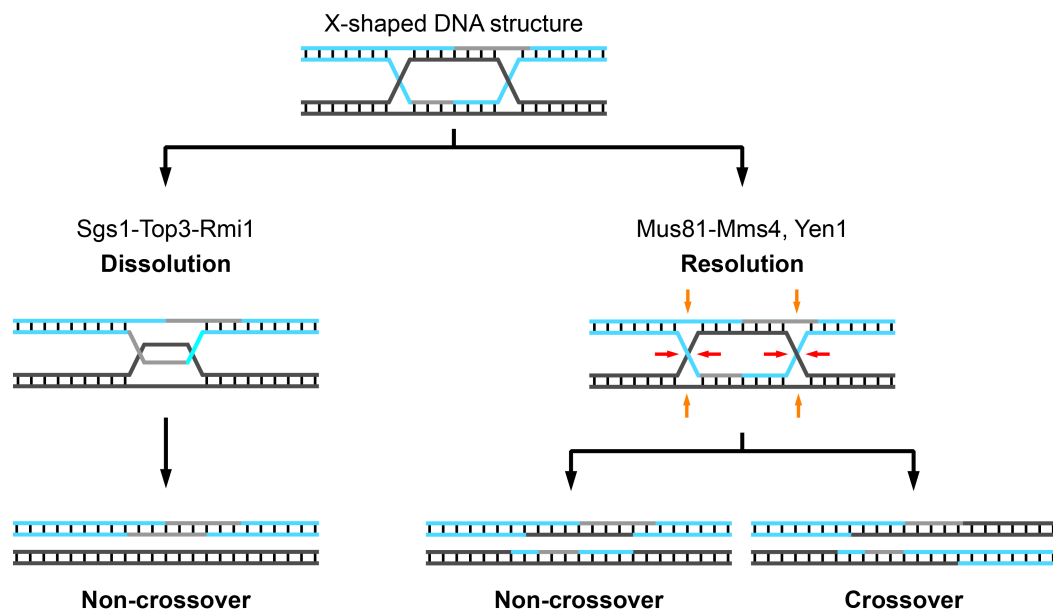 X-shaped DNA structure
Sgs1-Top3-Rmi1
Dissolution
Mus81-Mms4, Yen1
Resolution
Non-crossover
Non-crossover
Crossover